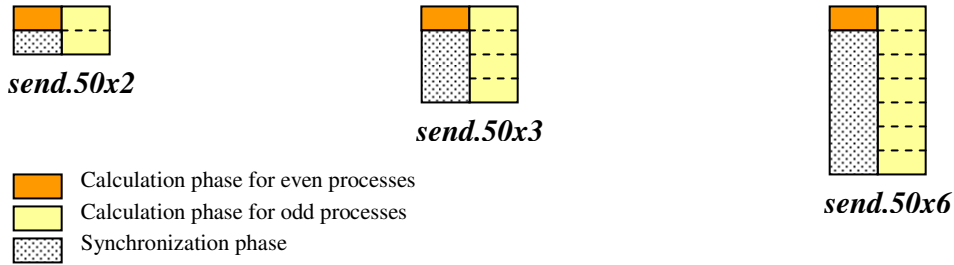 send.50x2
send.50x3
send.50x6
Calculation phase for even processes
Calculation phase for odd processes
Synchronization phase